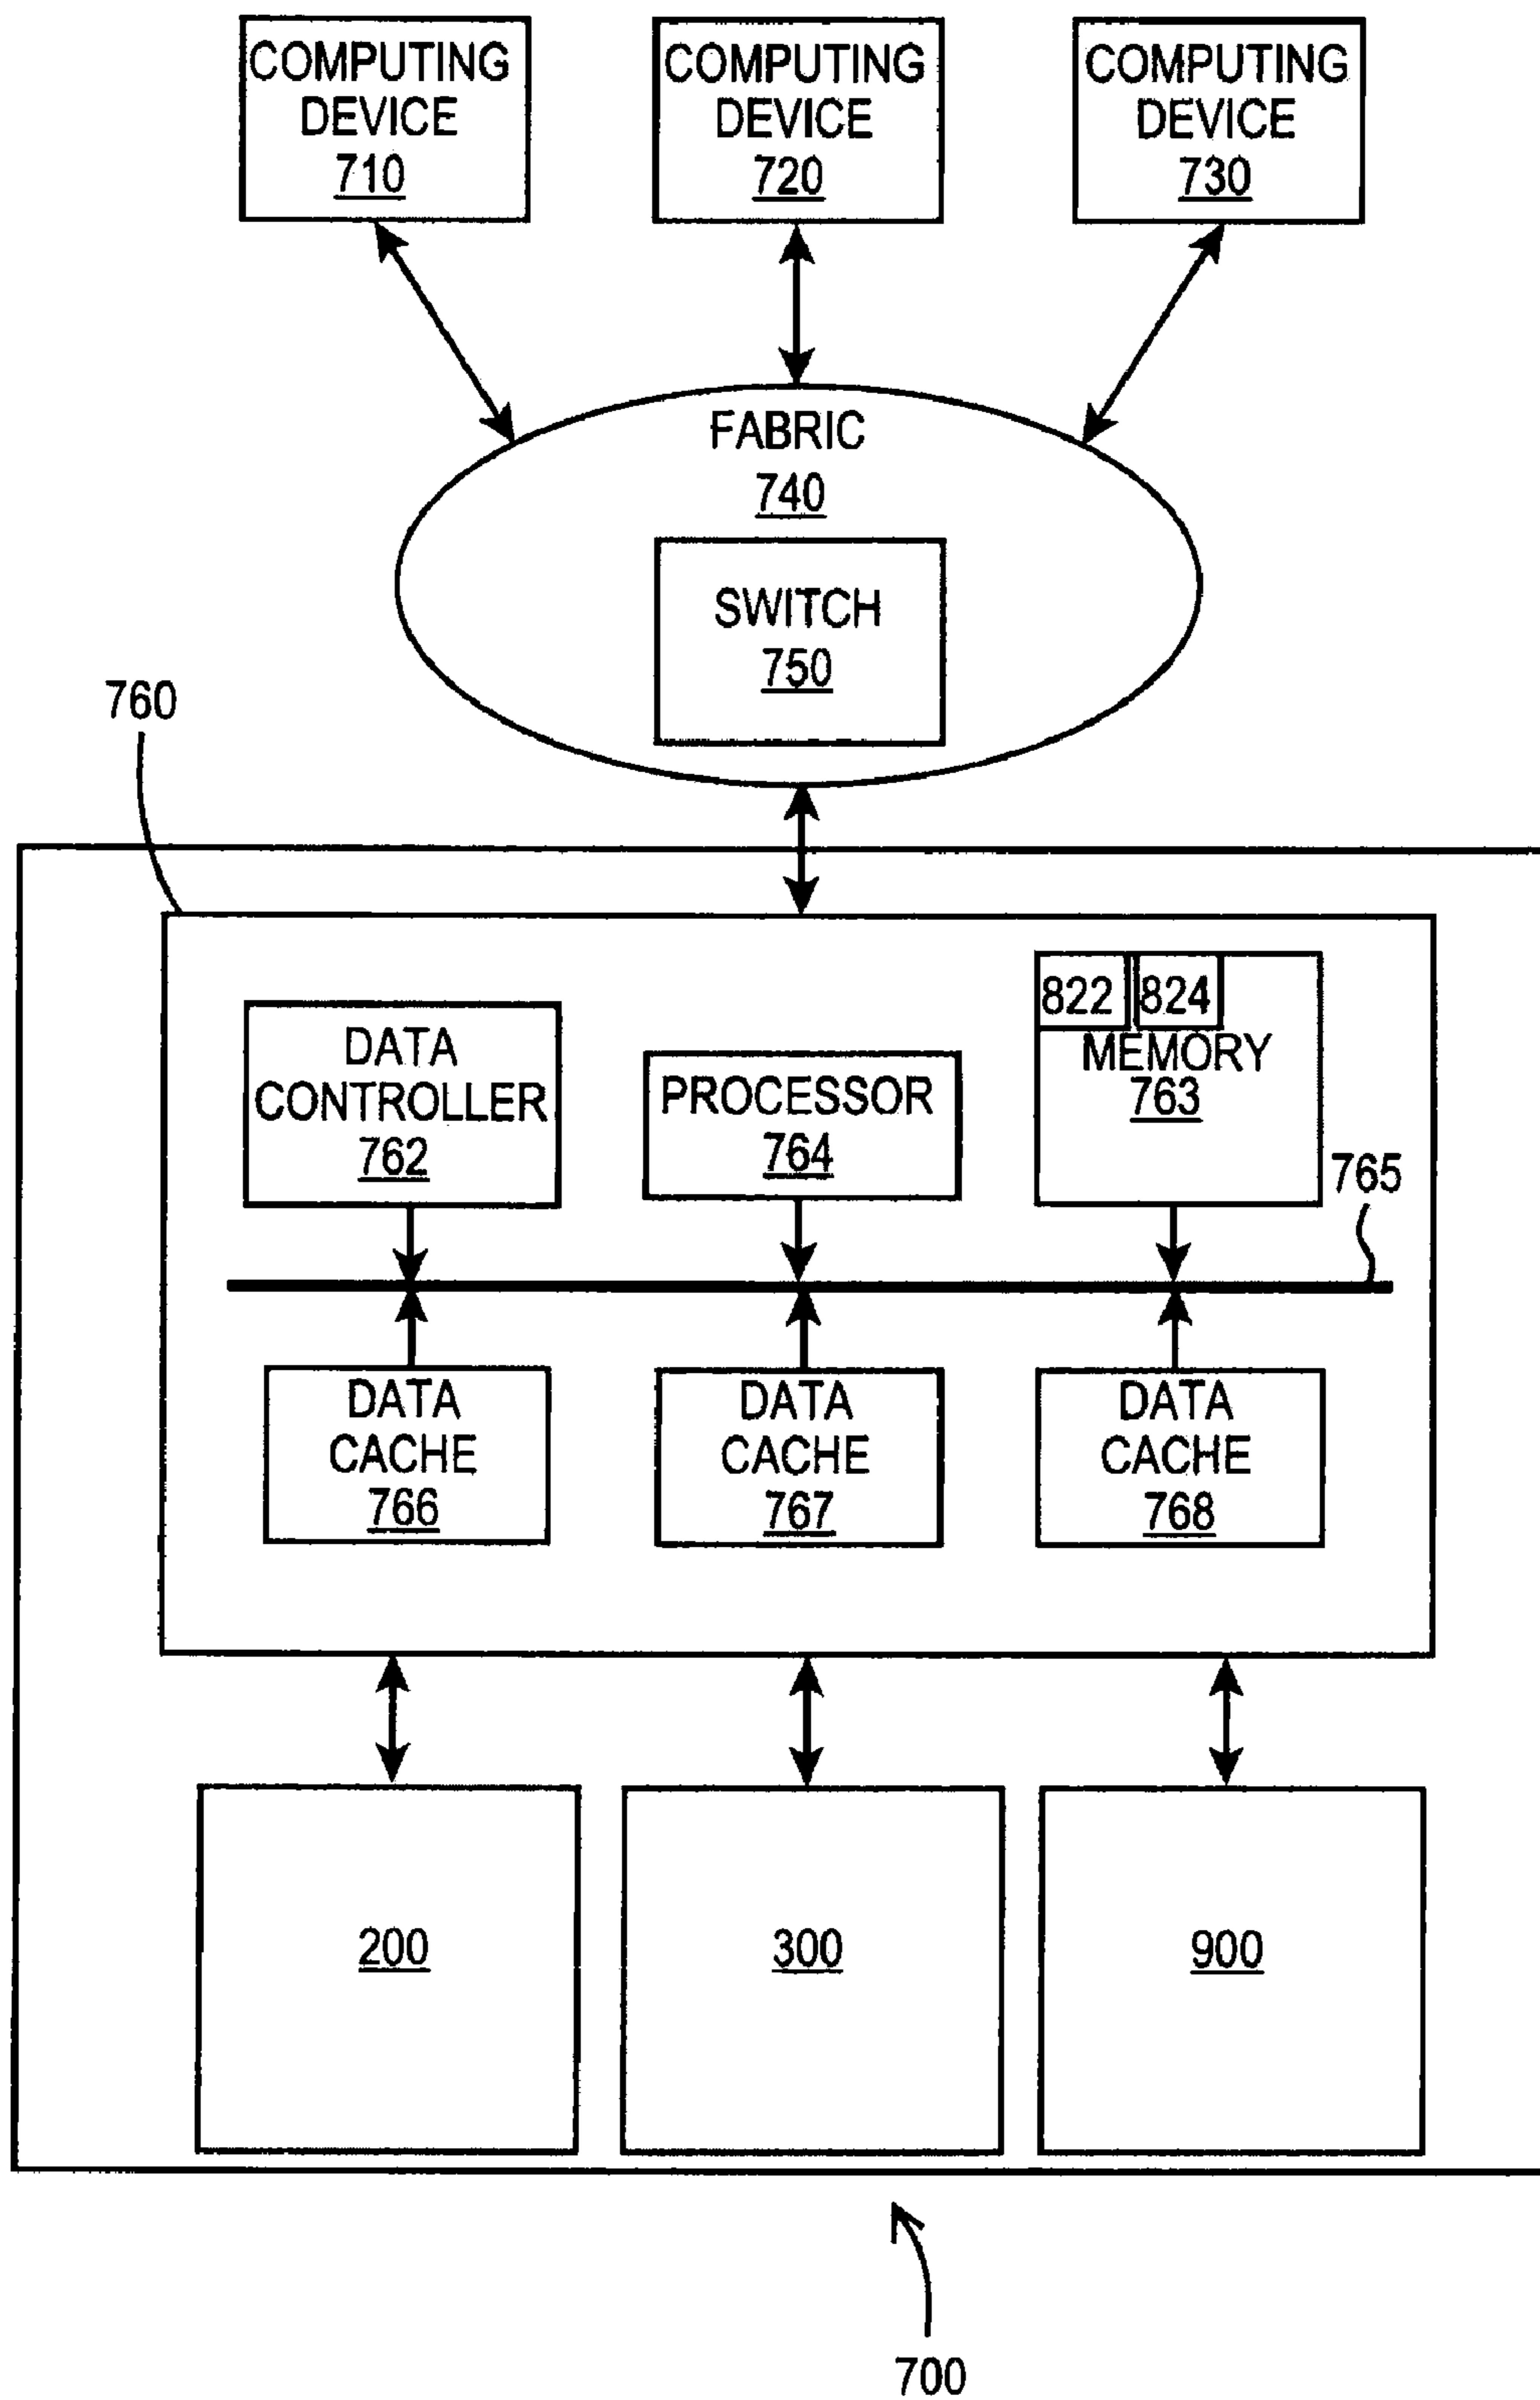 COMPUTING
DEVICE
710
COMPUTING
DEVICE
720
COMPUTING
DEVICE
730
FABRIC
740
SWITCH
750
760
DATA
CONTROLLER
762
PROCESSOR
764
822 824
MEMORY
763
765
DATA
CACHE
766
DATA
CACHE
767
DATA
CACHE
768
200
300
900
700